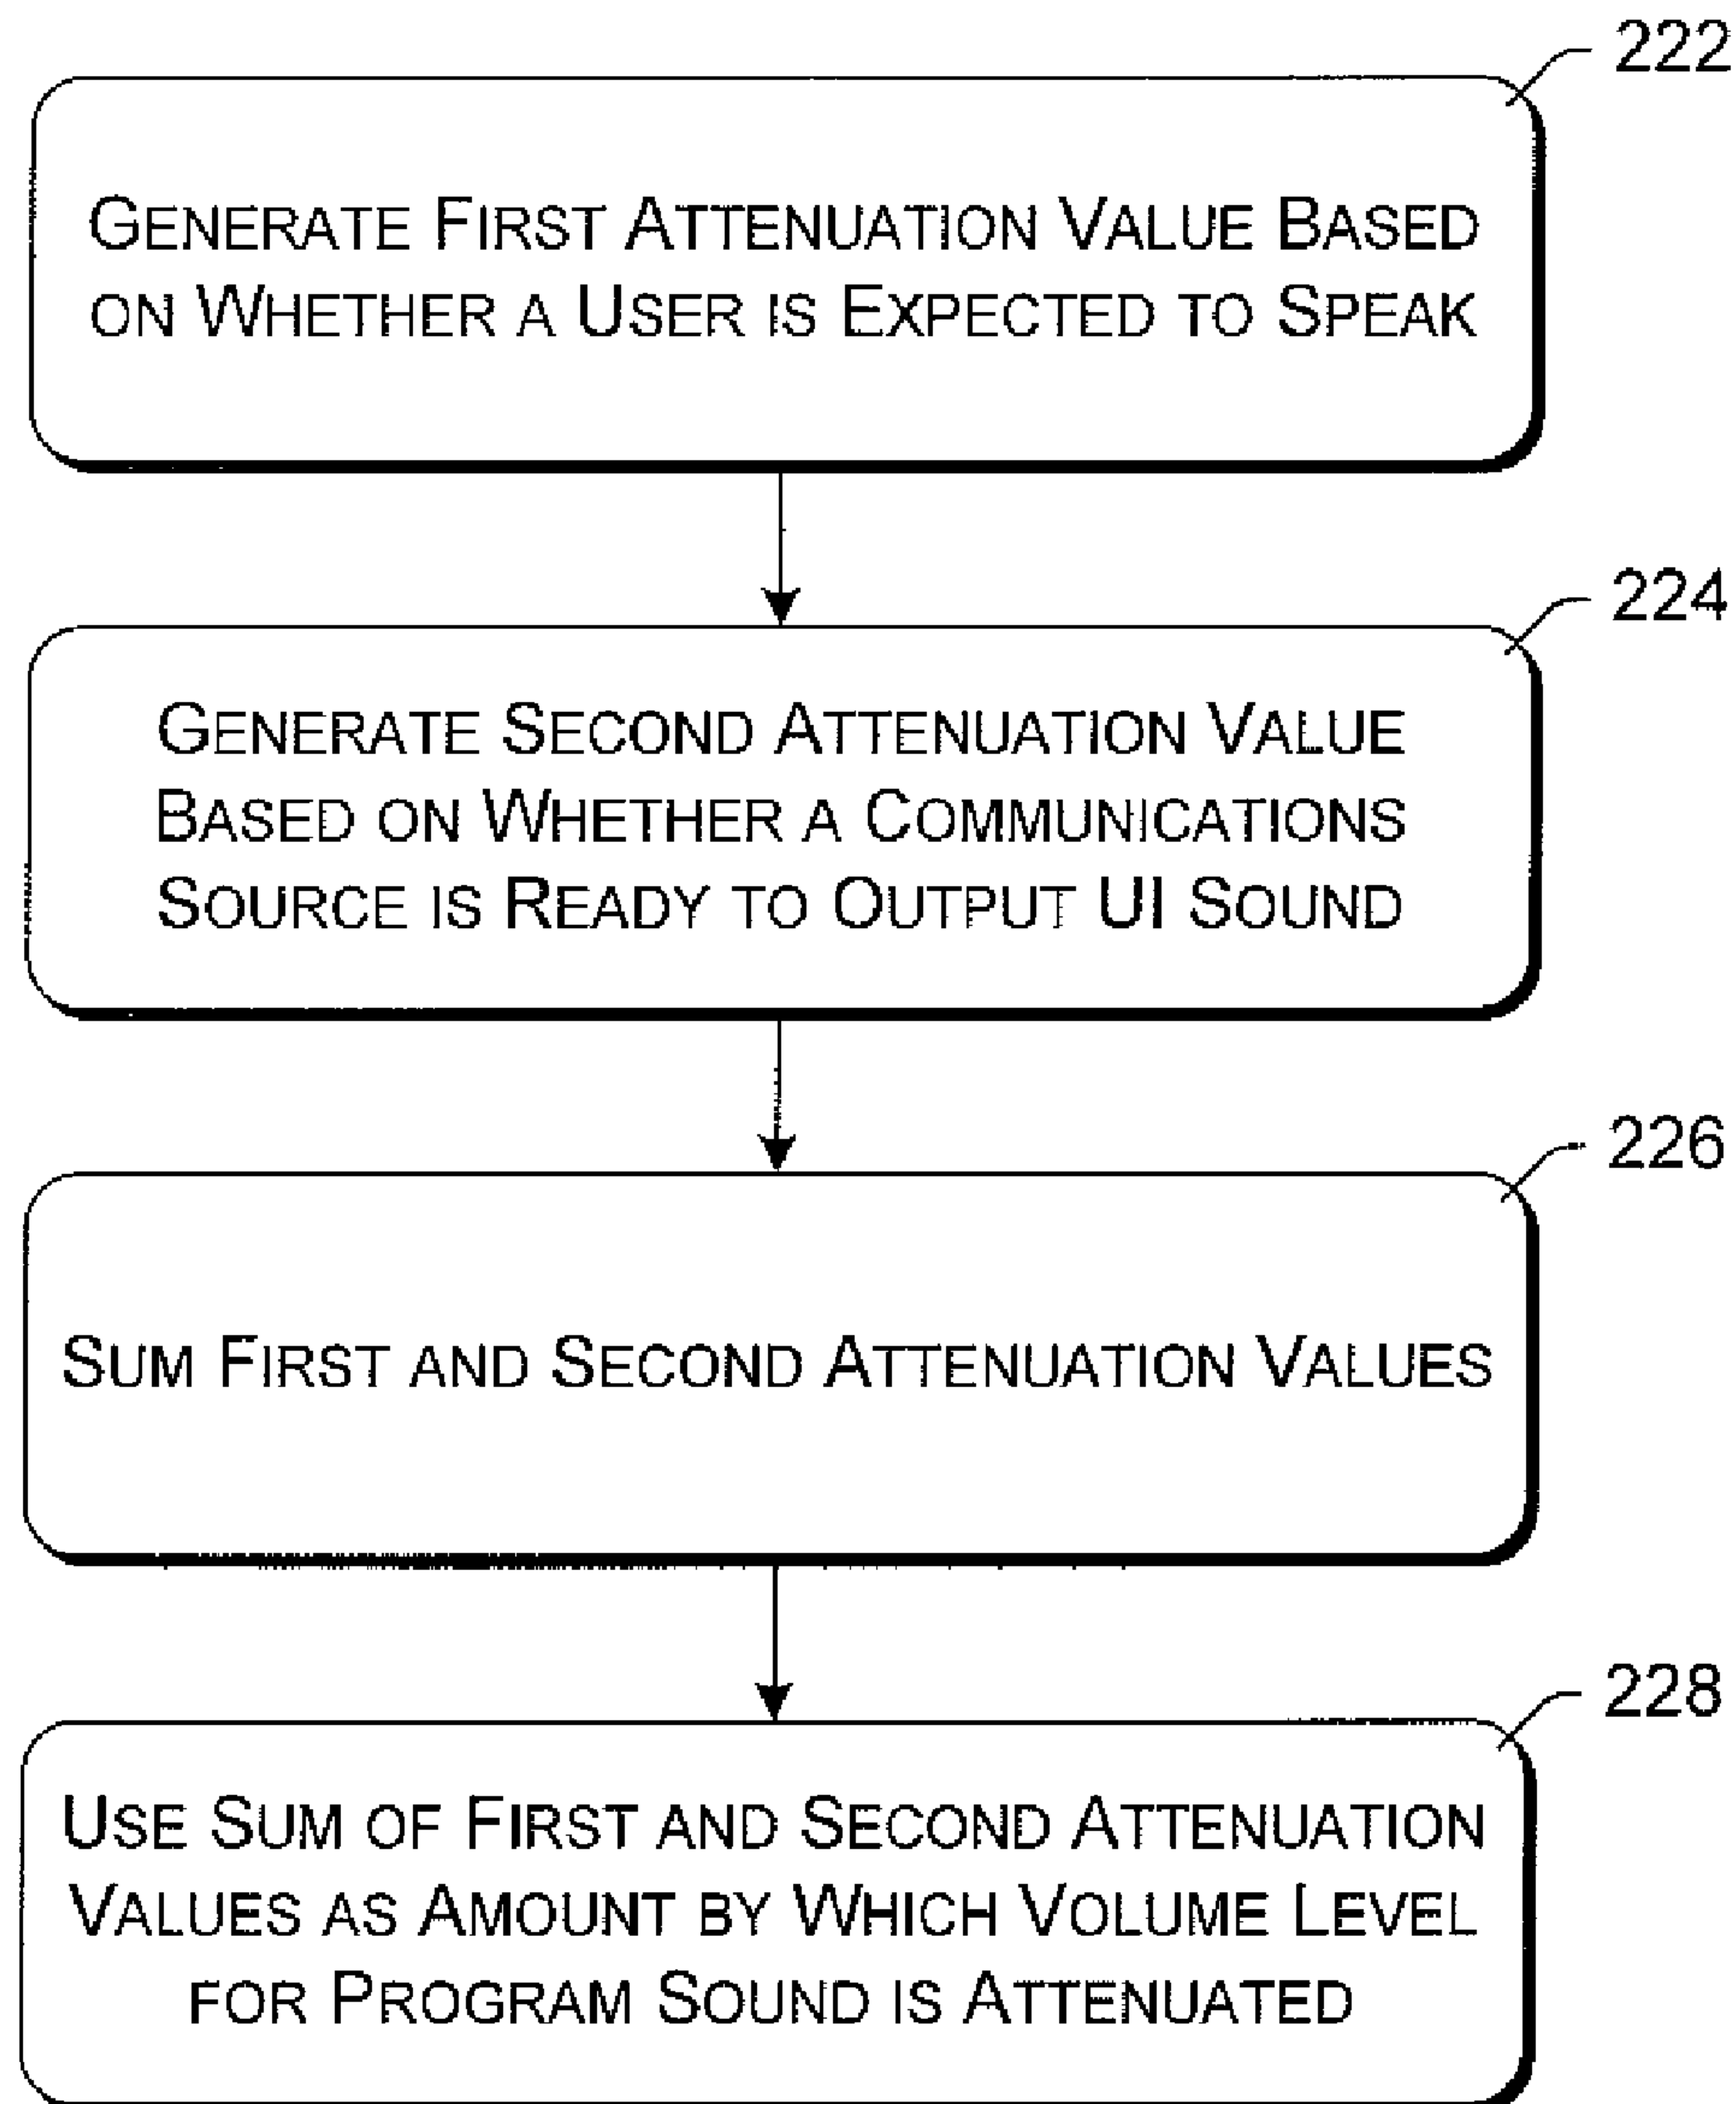 222
GENERATE FIRST ATTENUATION VALUE BASED
ON WHETHER A USER IS EXPECTED TO SPEAK
224
GENERATE SECOND ATTENUATION VALUE
BASED ON WHETHER A COMMUNICATIONS
SOURCE IS READY TO OUTPUT UI SOUND
226
SUM FIRST AND SECOND ATTENUATION VALUES
228
USE SUM OF FIRST AND SECOND ATTENUATION
VALUES AS AMOUNT BY WHICH VOLUME LEVEL
FOR PROGRAM SOUND IS ATTENUATED